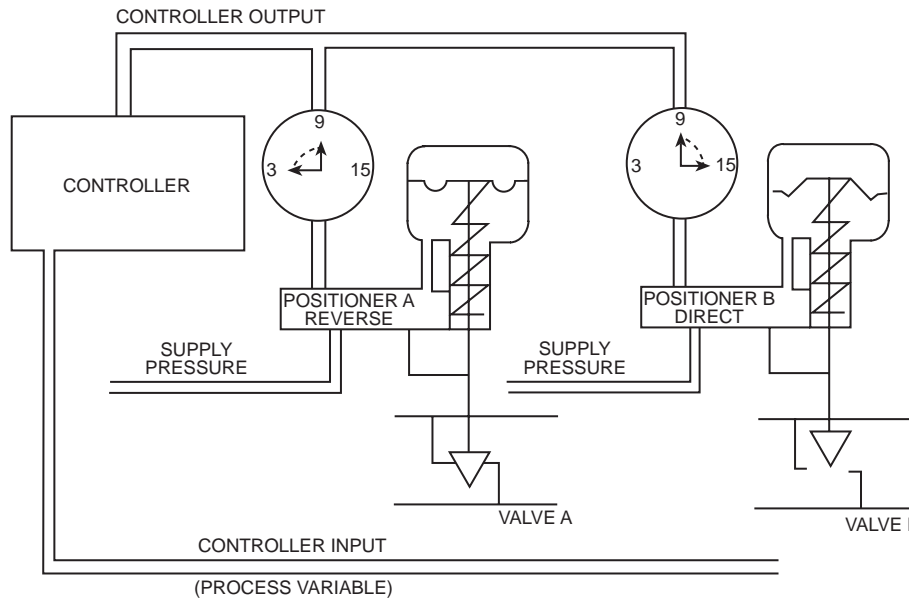 CONTROLLER OUTPUT
9
3
15
9
3
15
CONTROLLER
POSITIONER A
REVERSE
POSITIONER B
DIRECT
SUPPLY
PRESSURE
SUPPLY
PRESSURE
VALVE A
VALVE
CONTROLLER INPUT
(PROCESS VARIABLE)